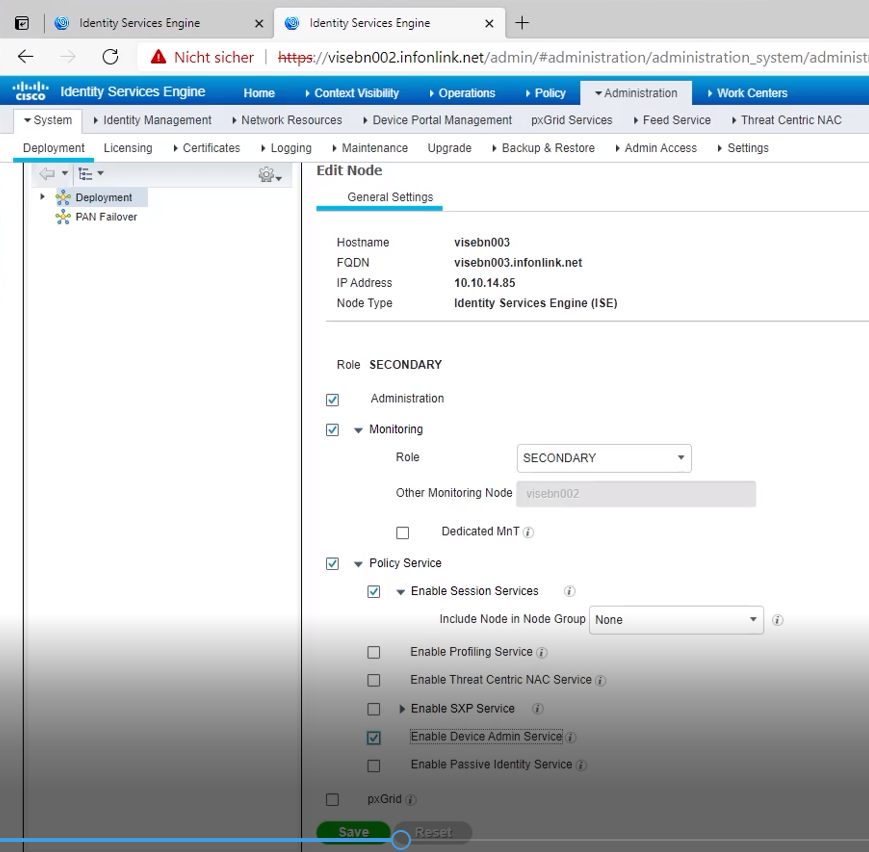 Identity Services Engine
Identity Services Engine
Nicht sicher https://visebn002.infonlink.net/admin/#administration/administration_system/administ
CISCO Identity Services Engine Home Context Visibility Operations Policy Administration Work Centers
System Identity Management Network Resources Device Portal Management pxGrid Services Feed Service Threat Centric NAC
Deployment Licensing Certificates Logging Maintenance Upgrade Backup & Restore Admin Access Settings
Deployment
PAN Failover
Edit Node
General Settings
Hostname visebn003
FQDN visebn003.infonlink.net
IP Address 10.10.14.85
Node Type Identity Services Engine (ISE)
Role SECONDARY
Administration
Monitoring
Role SECONDARY
Other Monitoring Node visebn002
Dedicated MnT
Policy Service
Enable Session Services
Include Node in Node Group None
Enable Profiling Service
Enable Threat Centric NAC Service
Enable SXP Service
Enable Device Admin Service
Enable Passive Identity Service
pxGrid
Save Reset